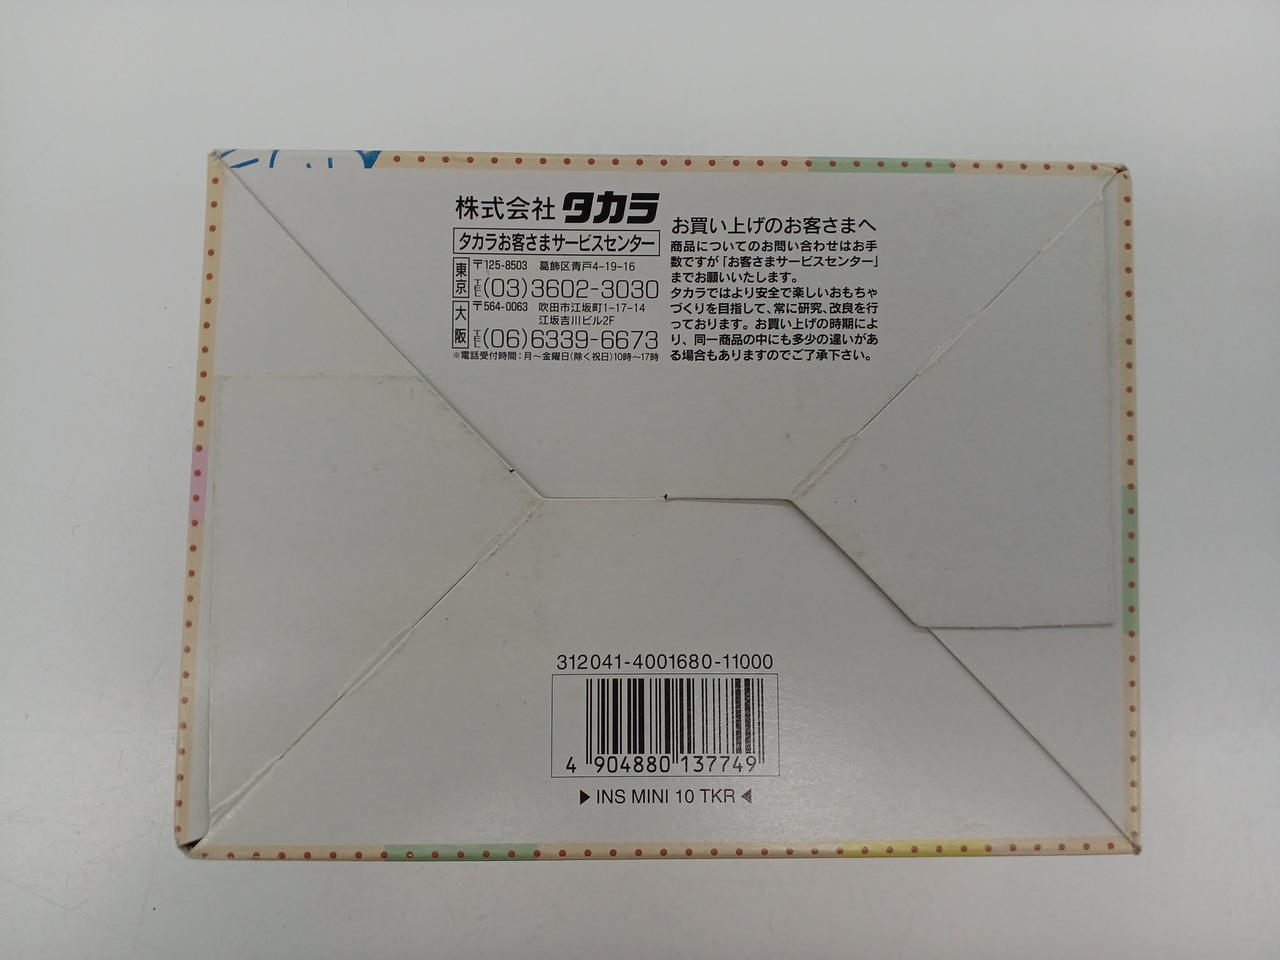 株式会社 タカラ
タカラお客さまサービスセンター
東京 〒125-8503 葛飾区青戸4-19-16
TEL (03)3602-3030
大阪 〒564-0063 吹田市江坂町1-17-14
江坂吉川ビル2F
TEL (06)6339-6673
※電話受付時間：月〜金曜日(除く祝日)10時〜17時
お買い上げのお客さまへ
商品についてのお問い合わせはお手
数ですが「お客さまサービスセンター」
までお願いいたします。
タカラではより安全で楽しいおもちゃ
づくりを目指して、常に研究、改良を行
っております。お買い上げの時期によ
り、同一商品の中にも多少の違いがあ
る場合もありますのでご了承下さい。
312041-4001680-11000
4 904880 137749
▶ INS MINI 10 TKR ◀